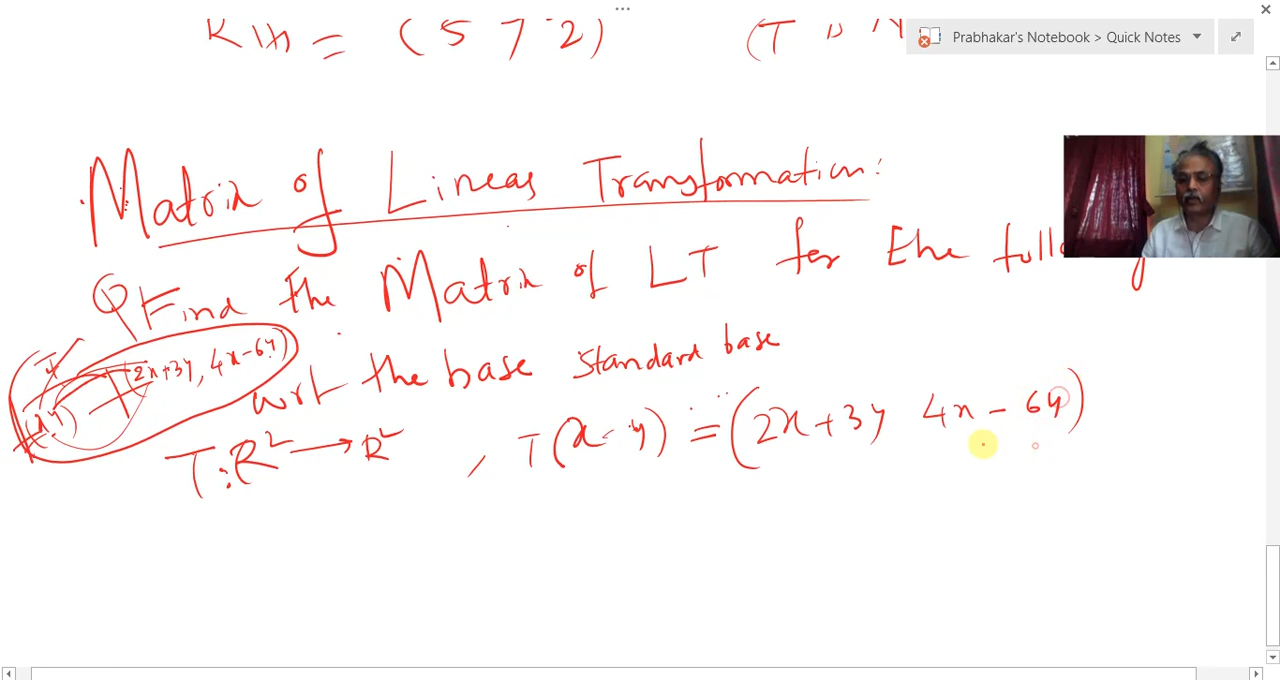 Prabhakar's Notebook > Quick Notes
= (5 7 2)
Matrix of Linear Transformation:
Q Find the Matrix of LT for the follo
wrt the base standard base
(2x+3y, 4x-6y)
(x y)
T: R² → R² , T(x y) = (2x+3y 4x - 6y)